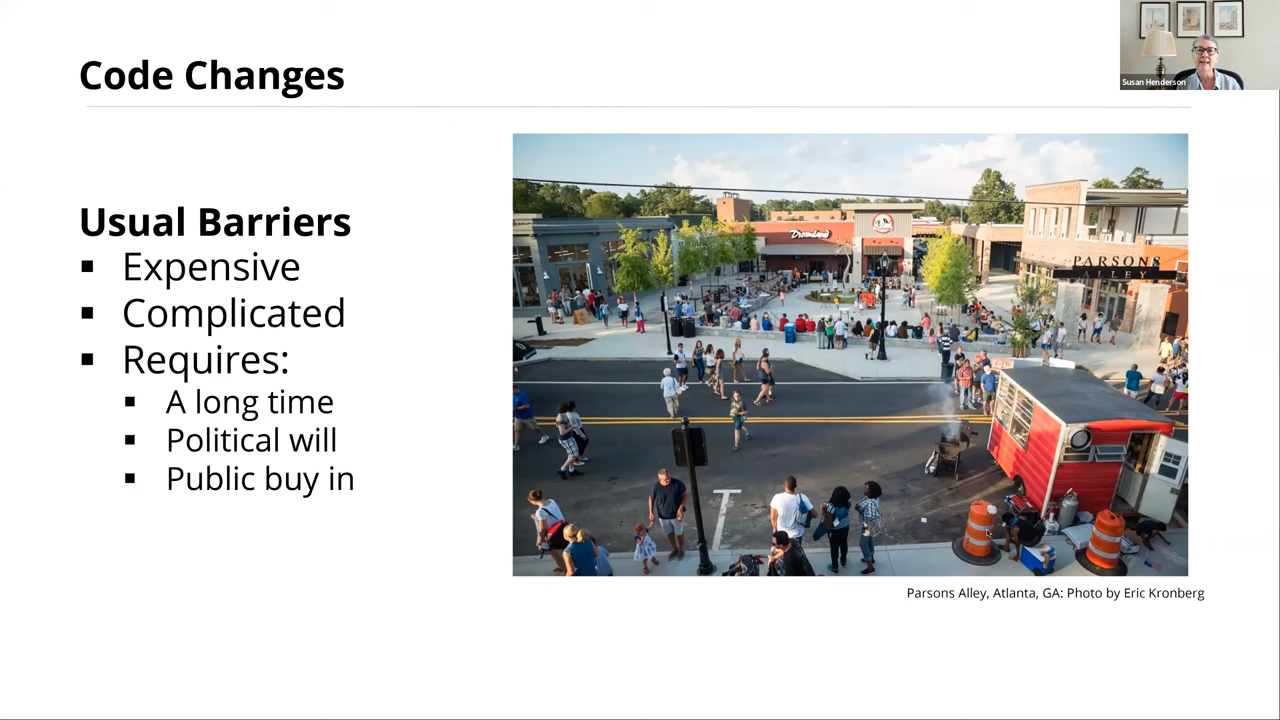 Code Changes
Susan Henderson
Usual Barriers
▪ Expensive
▪ Complicated
▪ Requires:
▪ A long time
▪ Political will
▪ Public buy in
Dreamland
PARSONS
ALLEY
Parsons Alley, Atlanta, GA: Photo by Eric Kronberg